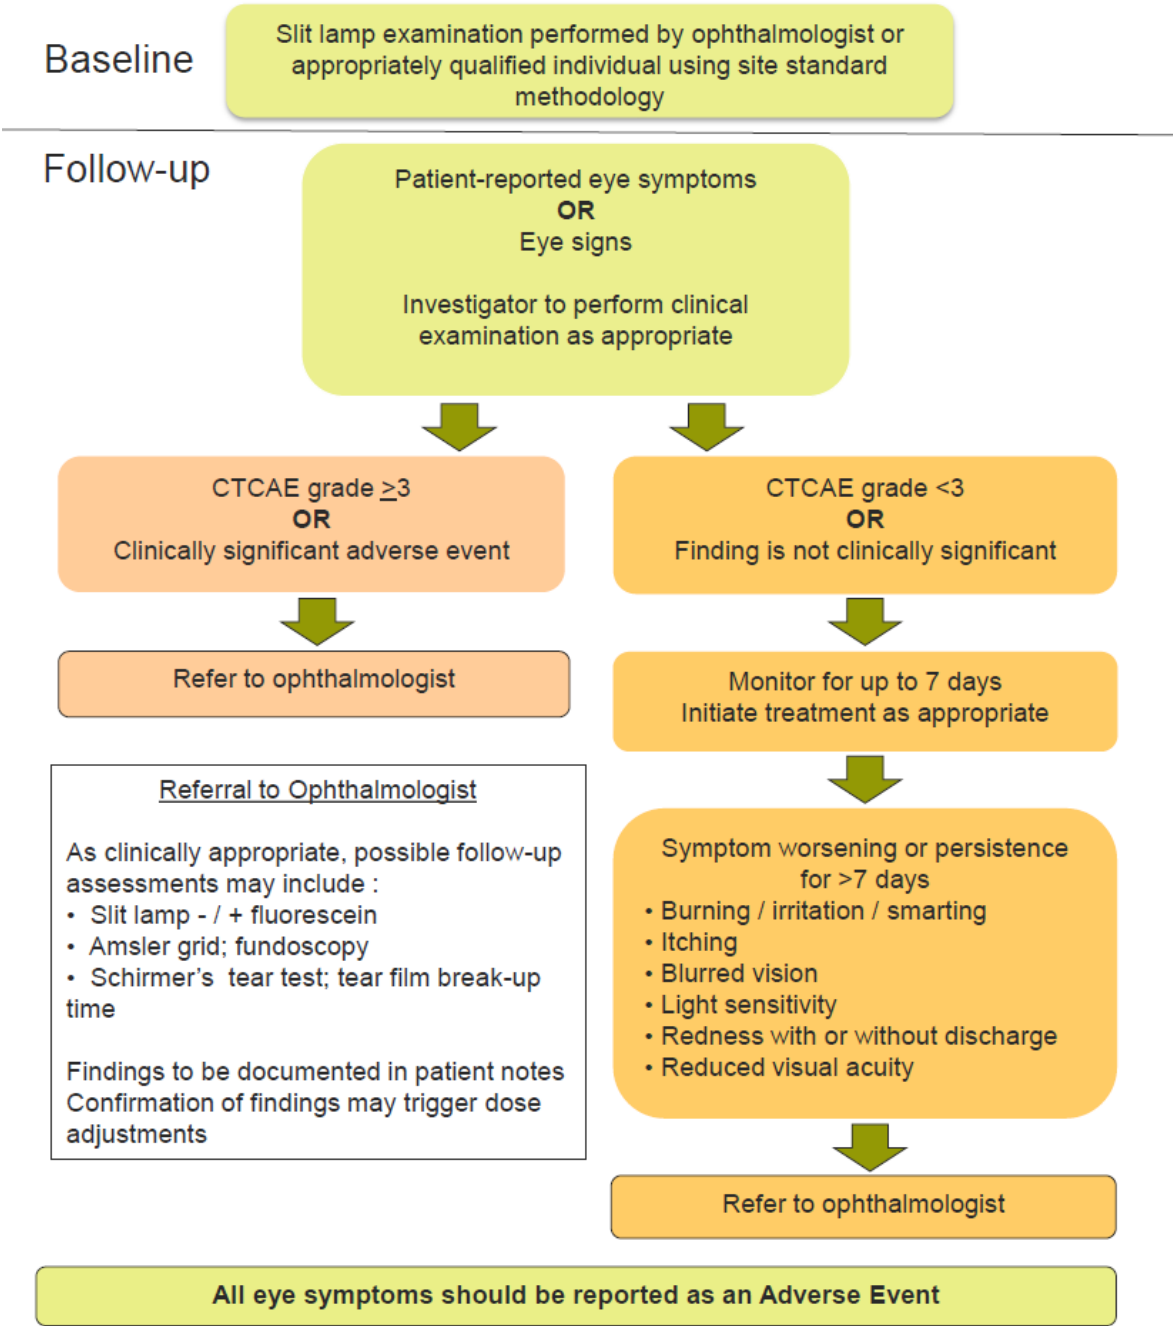 Baseline
Slit lamp examination performed by ophthalmologist or
appropriately qualified individual using site standard
methodology
Follow-up
Patient-reported eye symptoms
OR
Eye signs
Investigator to perform clinical
examination as appropriate
CTCAE grade ≥3
OR
Clinically significant adverse event
Refer to ophthalmologist
CTCAE grade <3
OR
Finding is not clinically significant
Monitor for up to 7 days
Initiate treatment as appropriate
Symptom worsening or persistence
for >7 days
• Burning / irritation / smarting
• Itching
• Blurred vision
• Light sensitivity
• Redness with or without discharge
• Reduced visual acuity
Refer to ophthalmologist
Referral to Ophthalmologist
As clinically appropriate, possible follow-up
assessments may include :
• Slit lamp - / + fluorescein
• Amsler grid; fundoscopy
• Schirmer's tear test; tear film break-up
time
Findings to be documented in patient notes
Confirmation of findings may trigger dose
adjustments
All eye symptoms should be reported as an Adverse Event